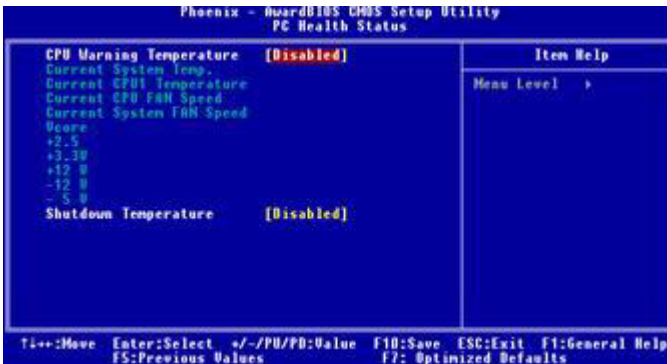 Phoenix - AwardBIOS CMOS Setup Utility
PC Health Status
CPU Warning Temperature [Disabled]
Item Help
Current System Temp.
Current CPU1 Temperature
Menu Level ▸
Current CPU FAN Speed
Current System FAN Speed
Vcore
+2.5
+3.3V
+12 V
-12 V
- 5 V
Shutdown Temperature [Disabled]
↑↓→←:Move Enter:Select +/-/PU/PD:Value F10:Save ESC:Exit F1:General Help
F5:Previous Values F7: Optimized Defaults